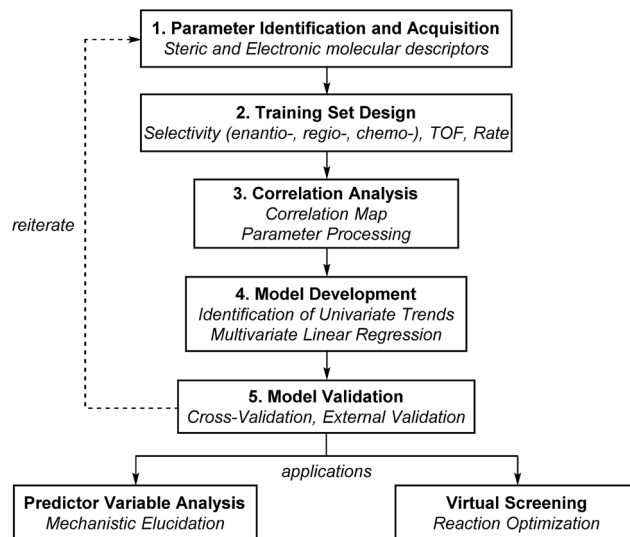 1. Parameter Identification and Acquisition
Steric and Electronic molecular descriptors
2. Training Set Design
Selectivity (enantio-, regio-, chemo-), TOF, Rate
3. Correlation Analysis
Correlation Map
Parameter Processing
reiterate
4. Model Development
Identification of Univariate Trends
Multivariate Linear Regression
5. Model Validation
Cross-Validation, External Validation
applications
Predictor Variable Analysis
Mechanistic Elucidation
Virtual Screening
Reaction Optimization